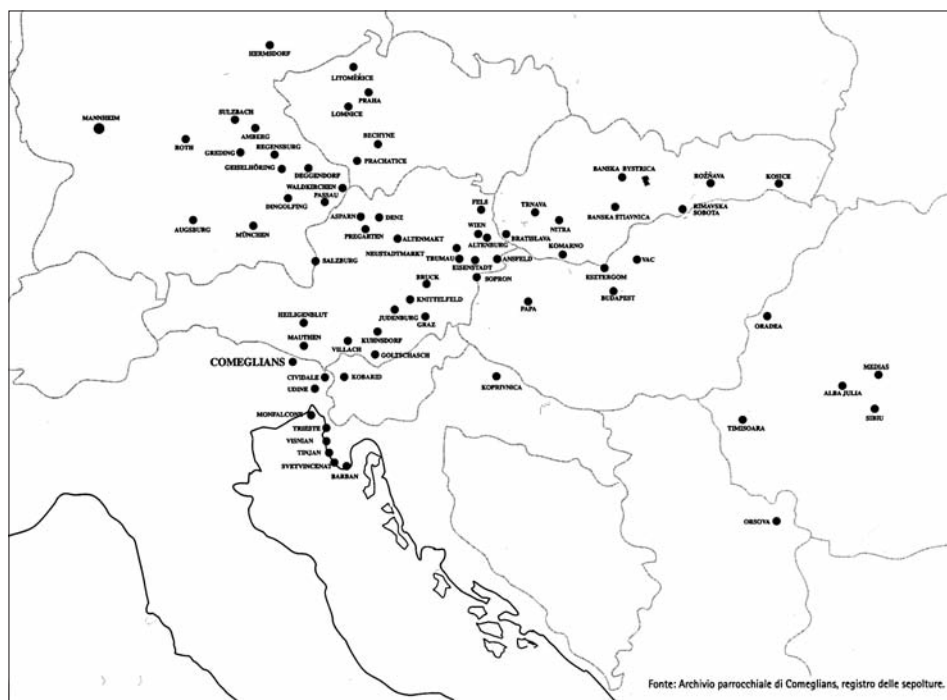 HERMSDORF
LITOMĚŘICE
PRAHA
LOMNICE
MANNHEIM
SULZBACH
AMBERG
ROTH
REGENSBURG
GREDING
GEISELHÖRING
DEGGENDORF
BECHYNE
PRACHATICE
WALDKIRCHEN
PASSAU
DINGOLFING
AUGSBURG
MÜNCHEN
SALZBURG
ASPARN
DENZ
PREGARTEN
ALTENMAKT
NEUSTADTMARKT
FELS
WIEN
ALTENBURG
TRUMAU
EISENSTADT
ANSFELD
SOPRON
BRATISLAVA
TRNAVA
NITRA
KOMARNO
BANSKA BYSTRICA
BANSKA STIAVNICA
ROŽŇAVA
KOSICE
RIMAVSKA
SOBOTA
ESZTERGOM
VAC
BUDAPEST
PAPA
BRUCK
KNITTELFELD
JUDENBURG
GRAZ
HEILIGENBLUT
MAUTHEN
VILLACH
KUHNSDORF
GOLTSCHASCH
COMEGLIANS
CIVIDALE
KOBARID
UDINE
KOPRIVNICA
MONFALCONE
TRIESTE
VISNIAN
TINJAN
SVETVINCENAT
BARBAN
ORADEA
MEDIAS
ALBA JULIA
SIBIU
TIMISOARA
ORSOVA
Fonte: Archivio parrocchiale di Comeglians, registro delle sepolture.